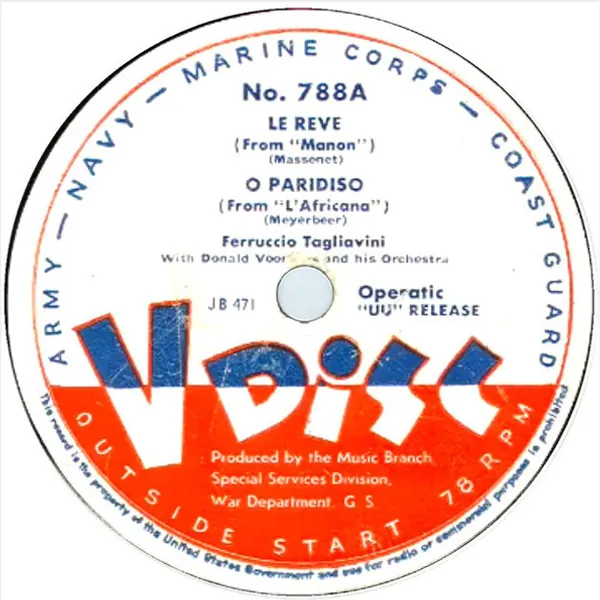 ARMY — NAVY — MARINE CORPS — COAST GUARD
No. 788A
LE REVE
(From "Manon")
(Massenet)
O PARIDISO
(From "L'Africana")
(Meyerbeer)
Ferruccio Tagliavini
With Donald and his Orchestra
JB 471
Operatic
"UU" RELEASE
V DISC
Produced by the Music Branch,
Special Services Division,
War Department, G S
OUTSIDE START 78 RPM
This record is the property of the United States Government and use for radio or commercial purposes is prohibited